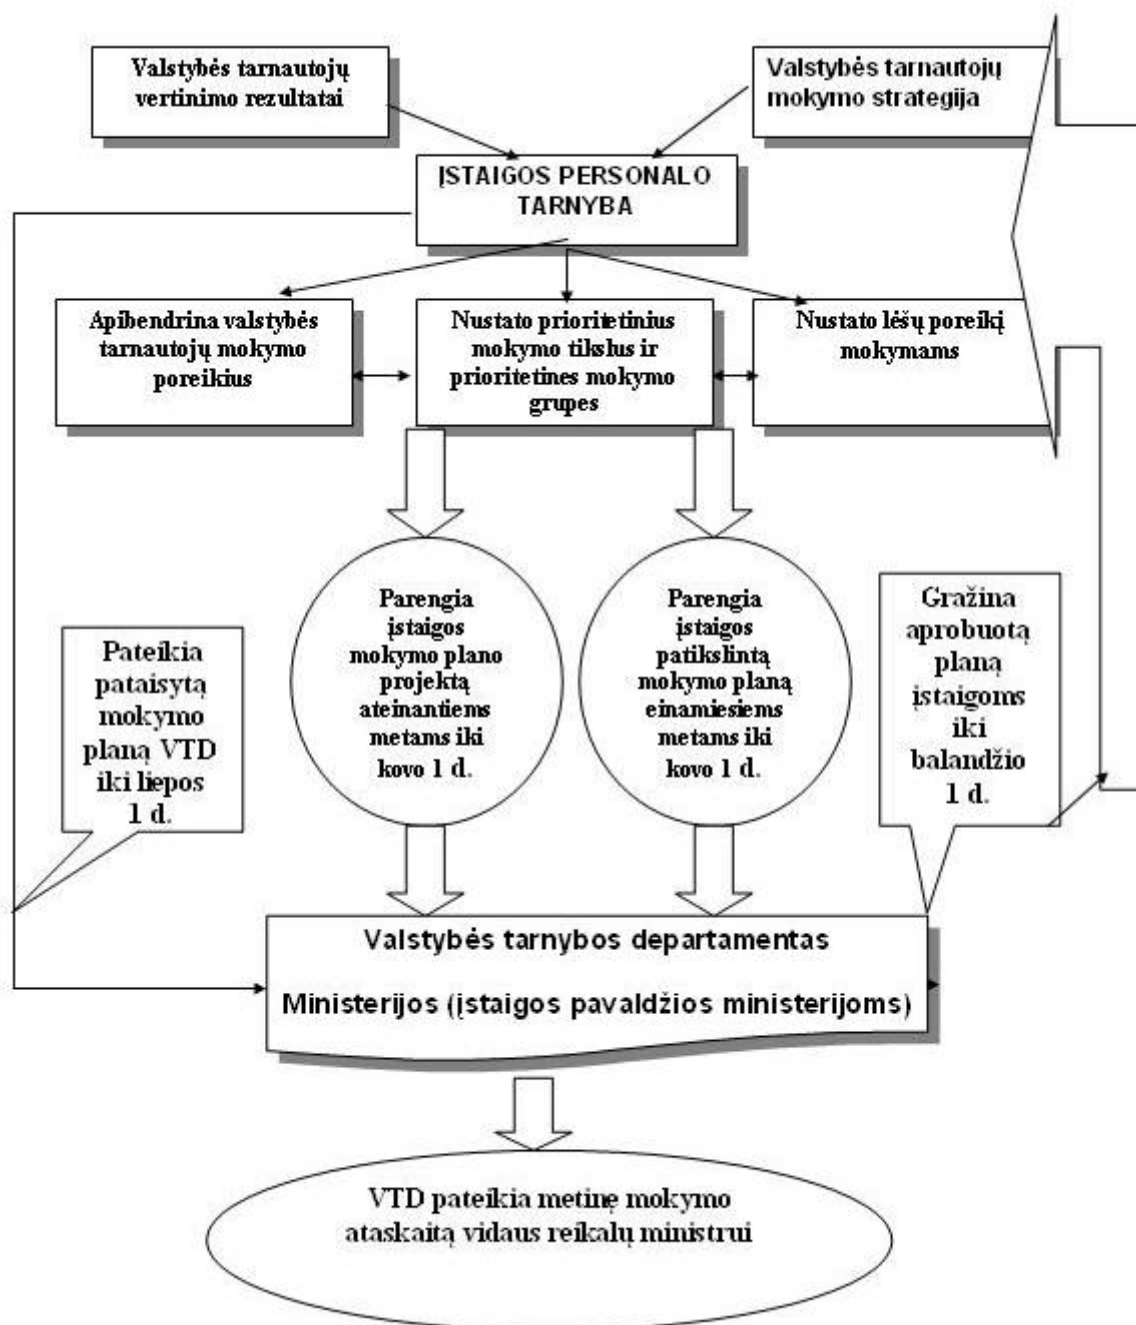 Valstybės tarnautojų
vertinimo rezultatai
Valstybės tarnautojų
mokymo strategija
ĮSTAIGOS PERSONALO
TARNYBA
Apibendrina valstybės
tarnautojų mokymo
poreikius
Nustato prioritetinius
mokymo tikslus ir
prioritetines mokymo
grupes
Nustato lėšų poreikį
mokymams
Pateikia
pataisytą
mokymo
planą VTD
iki liepos
1 d.
Parengia
įstaigos
mokymo plano
projektą
ateinantiems
metams iki
kovo 1 d.
Parengia
įstaigos
patikslintą
mokymo planą
einamiesiems
metams iki
kovo 1 d.
Gražina
aprobuotą
planą
įstaigoms
iki
balandžio
1 d.
Valstybės tarnybos departamentas
Ministerijos (įstaigos pavaldžios ministerijoms)
VTD pateikia metinę mokymo
ataskaitą vidaus reikalų ministrui